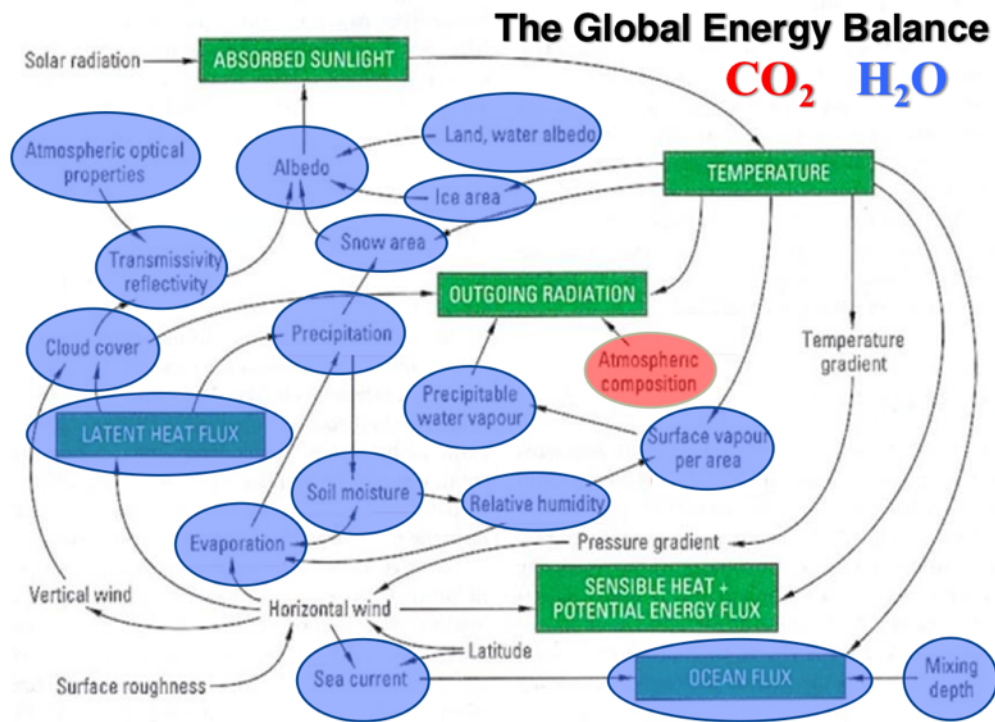 The Global Energy Balance
CO₂ H₂O
Solar radiation
ABSORBED SUNLIGHT
Atmospheric optical
properties
Albedo
Land, water albedo
Ice area
TEMPERATURE
Snow area
Transmissivity
reflectivity
OUTGOING RADIATION
Cloud cover
Precipitation
Temperature
gradient
Atmospheric
composition
Precipitable
water vapour
LATENT HEAT FLUX
Surface vapour
per area
Soil moisture
Relative humidity
Evaporation
Pressure gradient
SENSIBLE HEAT +
POTENTIAL ENERGY FLUX
Vertical wind
Horizontal wind
Latitude
Surface roughness
Sea current
OCEAN FLUX
Mixing
depth